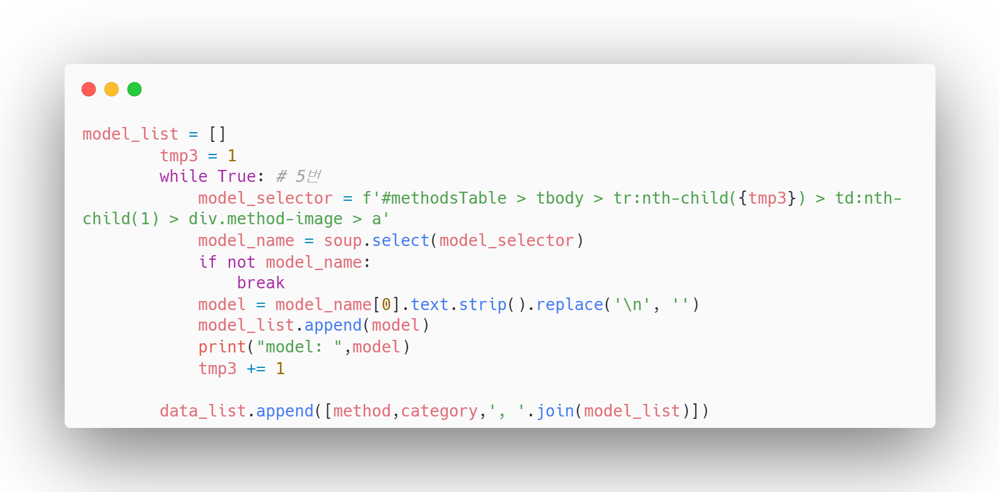 model_list = []
        tmp3 = 1
        while True: # 5번
            model_selector = f'#methodsTable > tbody > tr:nth-child({tmp3}) > td:nth-
child(1) > div.method-image > a'
            model_name = soup.select(model_selector)
            if not model_name:
                break
            model = model_name[0].text.strip().replace('\n', '')
            model_list.append(model)
            print("model: ",model)
            tmp3 += 1

        data_list.append([method,category,', '.join(model_list)])